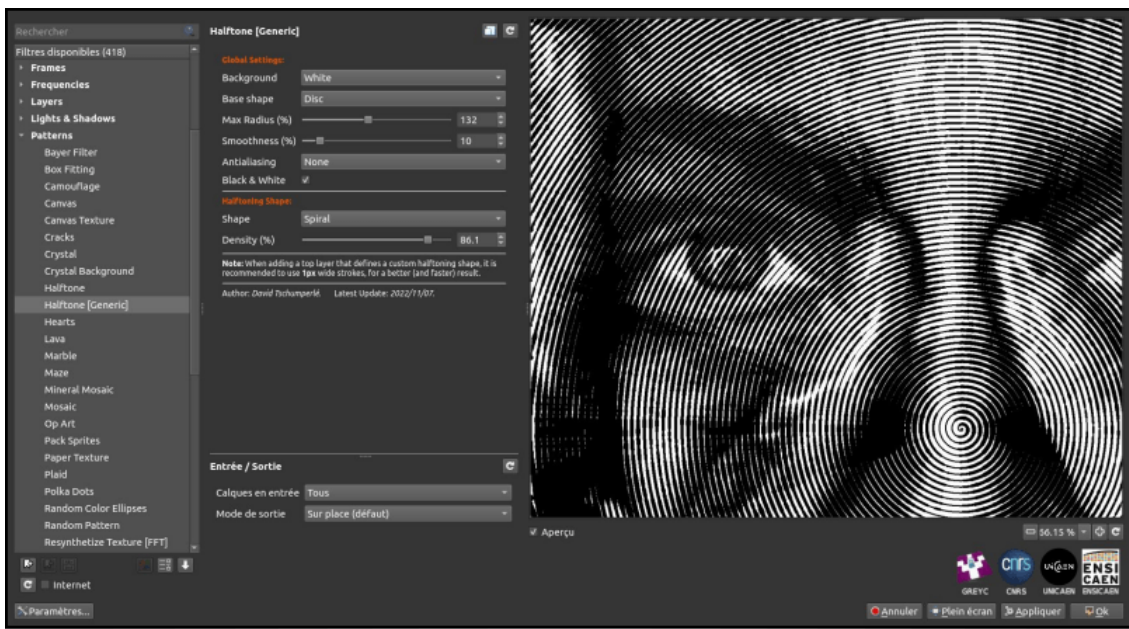 Rechercher
Filtres disponibles (418)
Frames
Frequencies
Layers
Lights & Shadows
Patterns
Bayer Filter
Box Fitting
Camouflage
Canvas
Canvas Texture
Cracks
Crystal
Crystal Background
Halftone
Halftone [Generic]
Hearts
Lava
Marble
Maze
Mineral Mosaic
Mosaic
Op Art
Pack Sprites
Paper Texture
Plaid
Polka Dots
Random Color Ellipses
Random Pattern
Resynthetize Texture [FFT]
Internet
Paramètres...
Halftone [Generic]
Global Settings:
Background White
Base shape Disc
Max Radius (%) 132
Smoothness (%) 10
Antialiasing None
Black & White
Halftoning Shape:
Shape Spiral
Density (%) 86.1
Note: When adding a top layer that defines a custom halftoning shape, it is
recommended to use 1px wide strokes, for a better (and faster) result.
Author: David Tschumperlé. Latest Update: 2022/11/07.
Entrée / Sortie
Calques en entrée Tous
Mode de sortie Sur place (défaut)
Aperçu
56.15 %
CNRS UNICAEN ENSI
CAEN
GREYC CNRS UNICAEN ENSICAEN
Annuler Plein écran Appliquer Ok